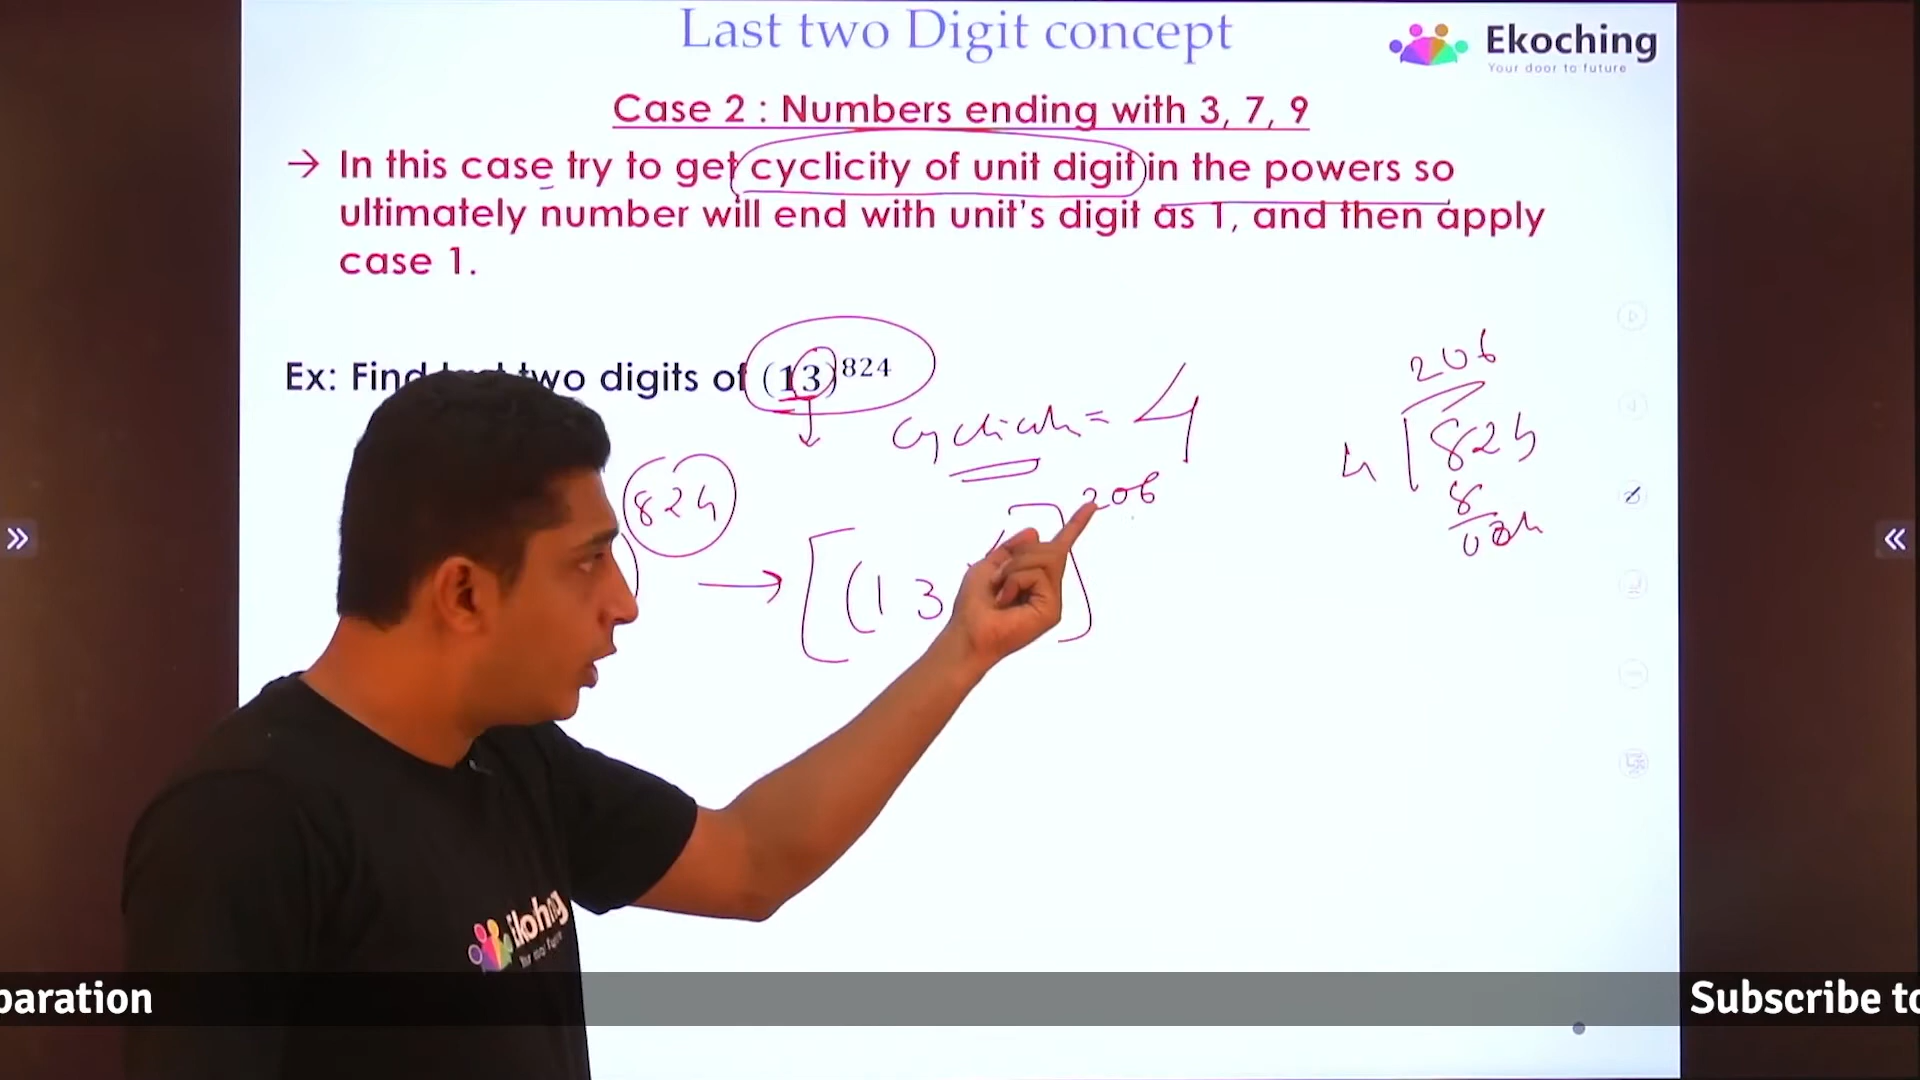 Last two Digit concept
Ekoching
Your door to future
Case 2 : Numbers ending with 3, 7, 9
→ In this case try to get cyclicity of unit digit in the powers so
ultimately number will end with unit's digit as 1, and then apply
case 1.
Ex: Find last two digits of (13)^824
= 4
206
4 824
8
824 → [(13 ]^206
paration
Subscribe to